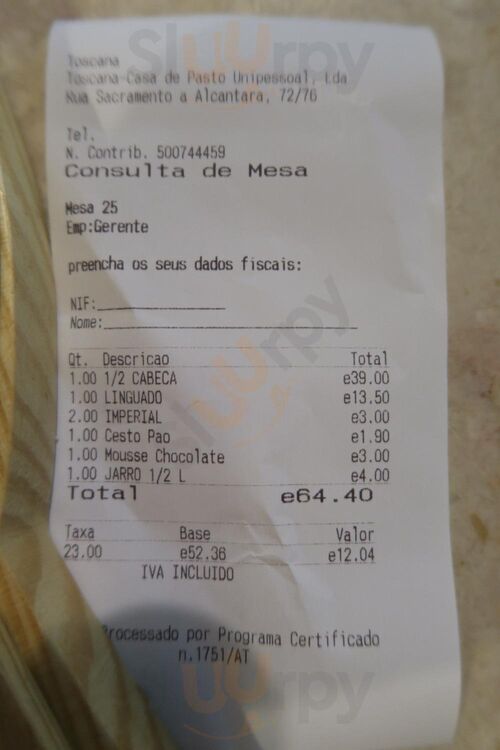 Toscana
Toscana-Casa de Pasto Unipessoal, Lda
Rua Sacramento a Alcantara, 72/76
Tel.
N. Contrib. 500744459
Consulta de Mesa
Mesa 25
Emp:Gerente
preencha os seus dados fiscais:
NIF:
Nome:
Qt. Descricao Total
1.00 1/2 CABECA e39.00
1.00 LINGUADO e13.50
2.00 IMPERIAL e3.00
1.00 Cesto Pao e1.90
1.00 Mousse Chocolate e3.00
1.00 JARRO 1/2 L e4.00
Total e64.40
Taxa Base Valor
23.00 e52.36 e12.04
IVA INCLUIDO
Processado por Programa Certificado
n.1751/AT
Slurpy
Slurpy
Slurpy